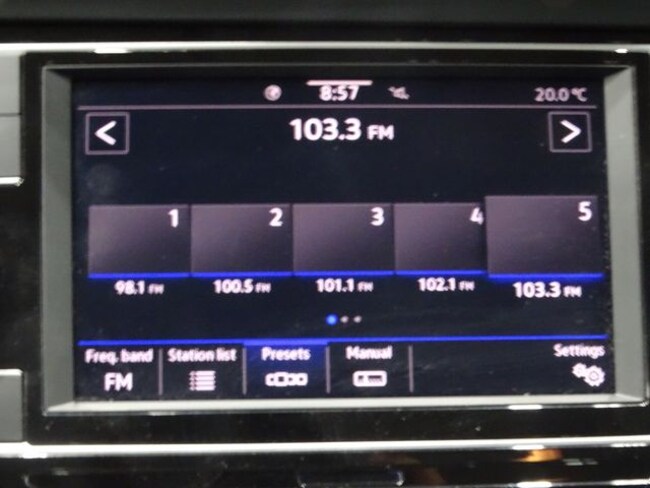 8:57 20.0°C
< 103.3 FM >
1 2 3 4 5
98.1 FM 100.5 FM 101.1 FM 102.1 FM 103.3 FM
Freq. band Station list Presets Manual Settings
FM